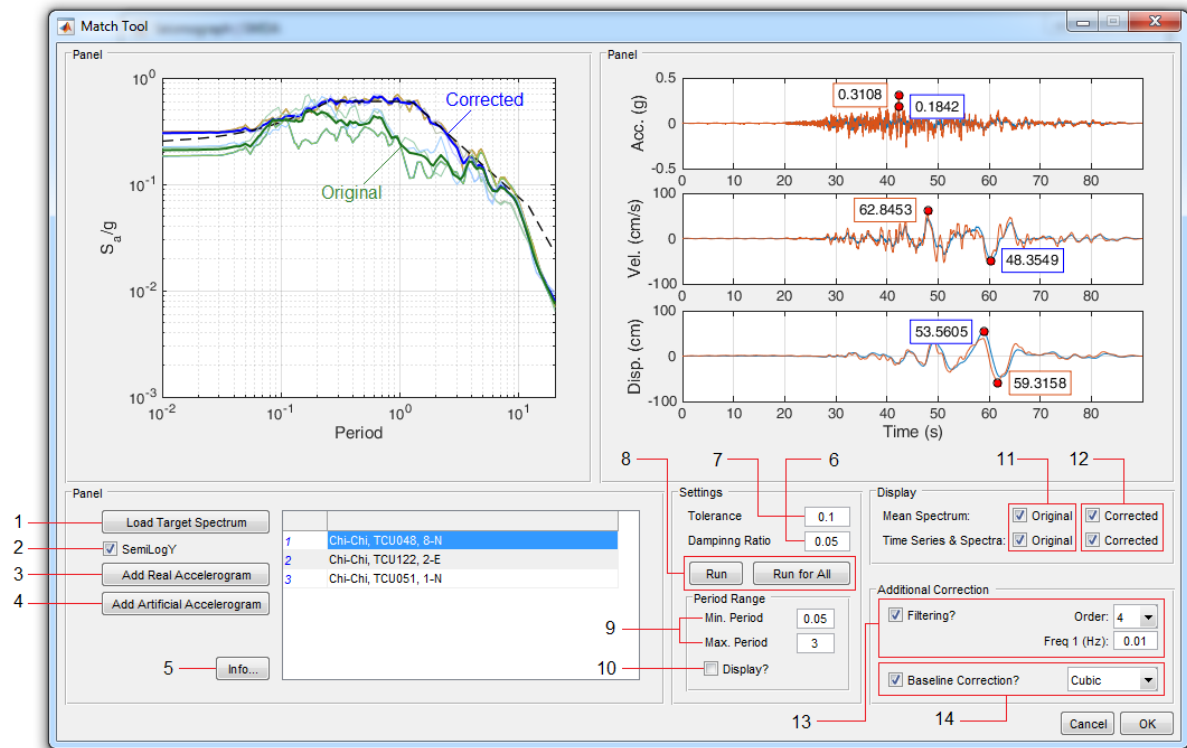 Match Tool
Panel
10^0
10^-1
10^-2
10^-3
S_a/g
Corrected
Original
10^-2
10^-1
10^0
10^1
Period
Panel
0.5
0
-0.5
Acc. (g)
0.3108
0.1842
0 10 20 30 40 50 60 70 80
100
0
-100
Vel. (cm/s)
62.8453
48.3549
0 10 20 30 40 50 60 70 80
100
0
-100
Disp. (cm)
53.5605
59.3158
0 10 20 30 40 50 60 70 80
Time (s)
8
7
6
11
12
Panel
1
Load Target Spectrum
2
SemiLogY
3
Add Real Accelerogram
4
Add Artificial Accelerogram
5
Info...
1 Chi-Chi, TCU048, 8-N
2 Chi-Chi, TCU122, 2-E
3 Chi-Chi, TCU051, 1-N
Settings
Tolerance 0.1
Dampinng Ratio 0.05
Run Run for All
Period Range
9
Min. Period 0.05
Max. Period 3
10
Display?
Display
Mean Spectrum: Original Corrected
Time Series & Spectra: Original Corrected
Additional Correction
Filtering? Order: 4
Freq 1 (Hz): 0.01
Baseline Correction? Cubic
13
14
Cancel OK